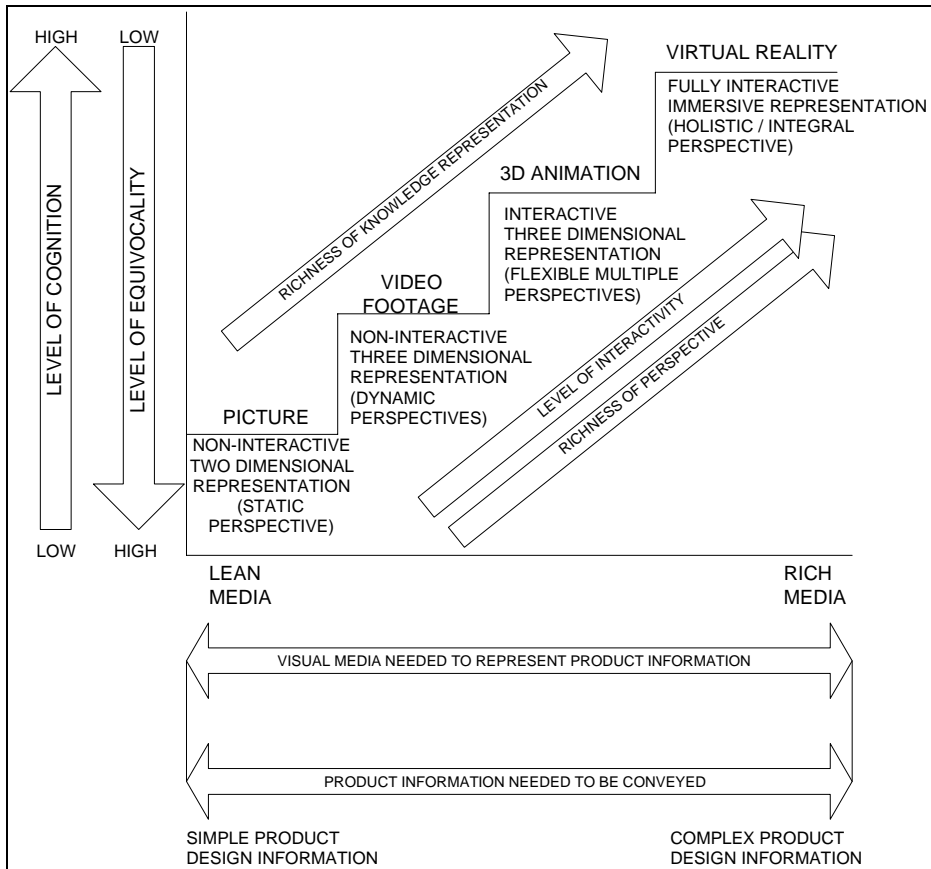 HIGH
LOW
LEVEL OF COGNITION
LEVEL OF EQUIVOCALITY
LOW
HIGH
RICHNESS OF KNOWLEDGE REPRESENTATION
VIRTUAL REALITY
FULLY INTERACTIVE
IMMERSIVE REPRESENTATION
(HOLISTIC / INTEGRAL
PERSPECTIVE)
3D ANIMATION
INTERACTIVE
THREE DIMENSIONAL
REPRESENTATION
(FLEXIBLE MULTIPLE
PERSPECTIVES)
VIDEO
FOOTAGE
NON-INTERACTIVE
THREE DIMENSIONAL
REPRESENTATION
(DYNAMIC
PERSPECTIVES)
PICTURE
NON-INTERACTIVE
TWO DIMENSIONAL
REPRESENTATION
(STATIC
PERSPECTIVE)
LEVEL OF INTERACTIVITY
RICHNESS OF PERSPECTIVE
LEAN
MEDIA
RICH
MEDIA
VISUAL MEDIA NEEDED TO REPRESENT PRODUCT INFORMATION
PRODUCT INFORMATION NEEDED TO BE CONVEYED
SIMPLE PRODUCT
DESIGN INFORMATION
COMPLEX PRODUCT
DESIGN INFORMATION